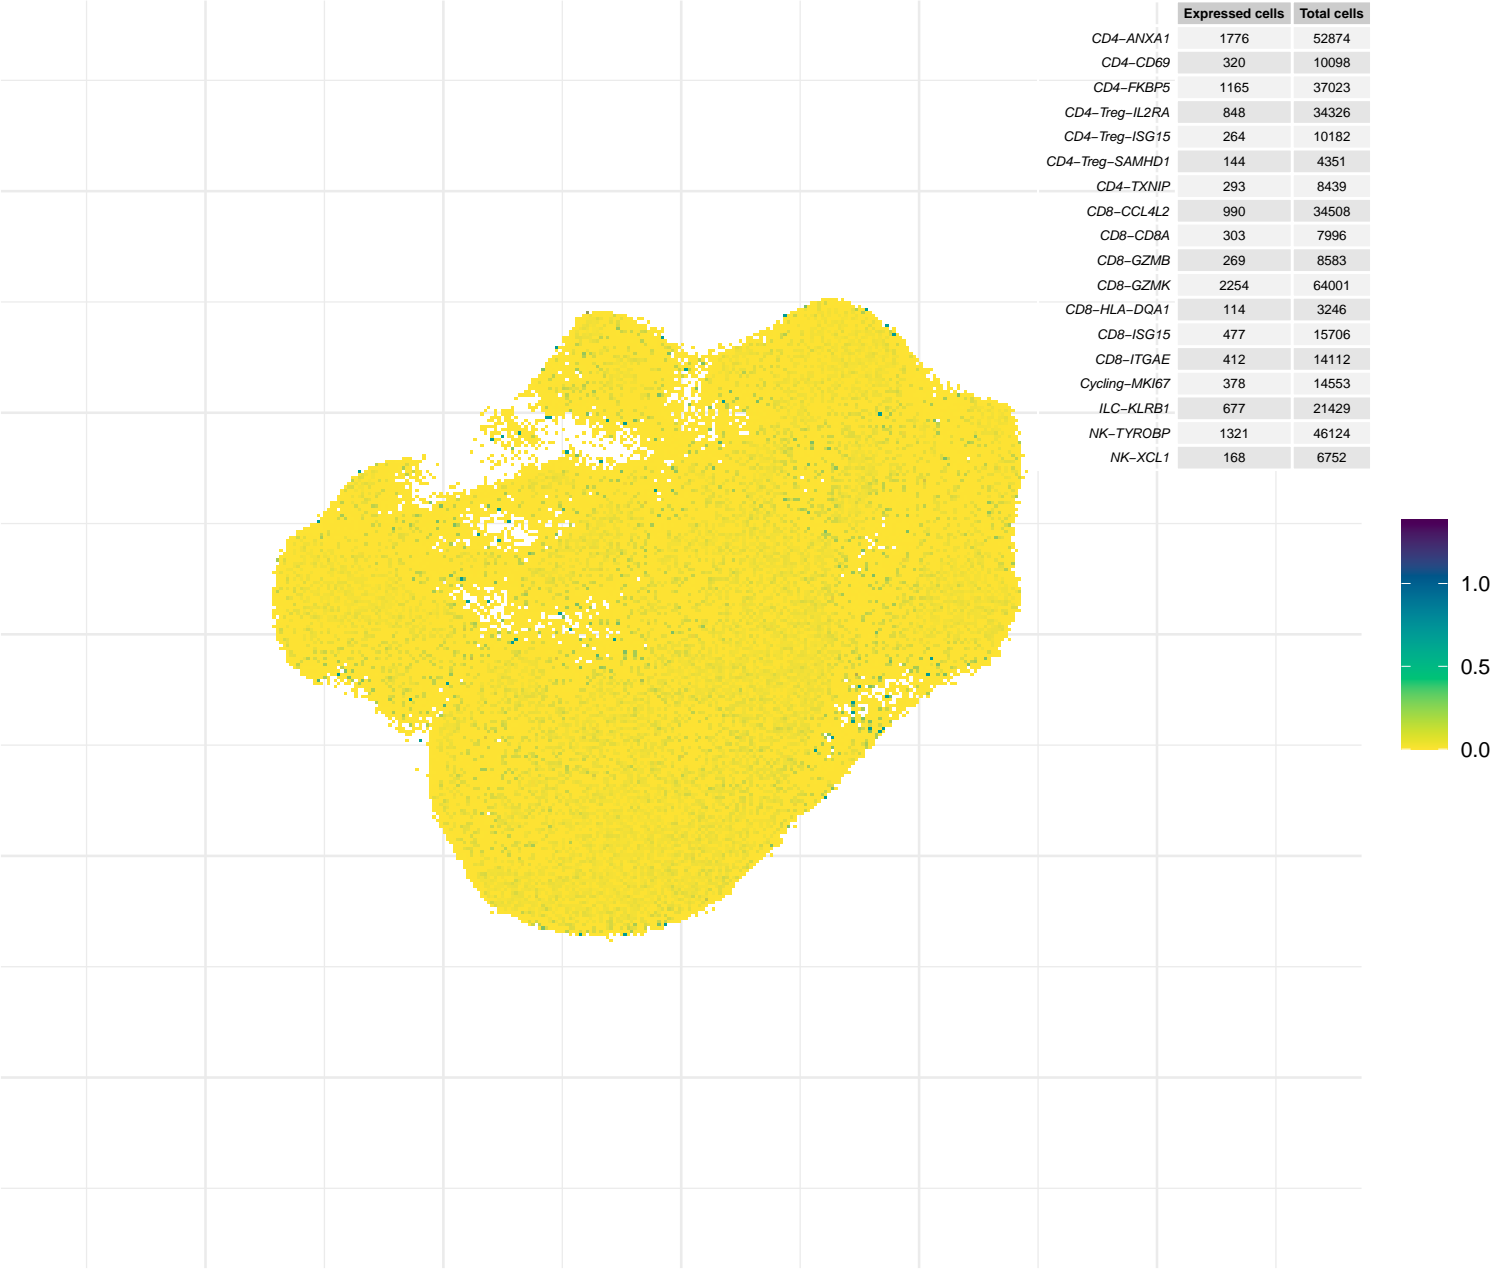 Expressed cells Total cells
CD4−ANXA1 1776 52874
CD4−CD69 320 10098
CD4−FKBP5 1165 37023
CD4−Treg−IL2RA 848 34326
CD4−Treg−ISG15 264 10182
CD4−Treg−SAMHD1 144 4351
CD4−TXNIP 293 8439
CD8−CCL4L2 990 34508
CD8−CD8A 303 7996
CD8−GZMB 269 8583
CD8−GZMK 2254 64001
CD8−HLA−DQA1 114 3246
CD8−ISG15 477 15706
CD8−ITGAE 412 14112
Cycling−MKI67 378 14553
ILC−KLRB1 677 21429
NK−TYROBP 1321 46124
NK−XCL1 168 6752
1.0
0.5
0.0